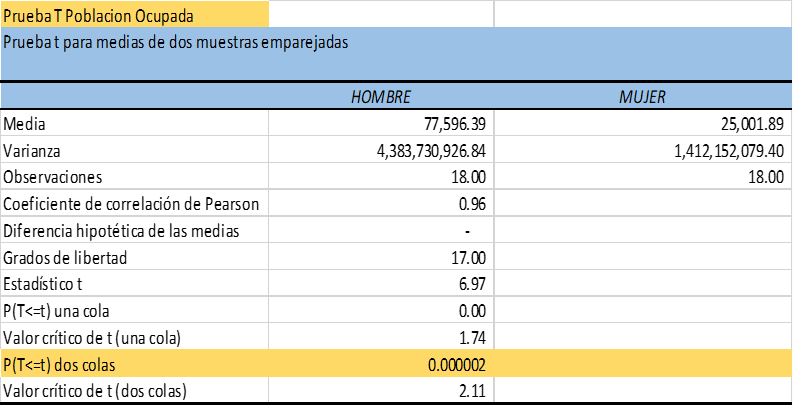 Prueba T Poblacion Ocupada
Prueba t para medias de dos muestras emparejadas
HOMBRE MUJER
Media 77,596.39 25,001.89
Varianza 4,383,730,926.84 1,412,152,079.40
Observaciones 18.00 18.00
Coeficiente de correlación de Pearson 0.96
Diferencia hipotética de las medias -
Grados de libertad 17.00
Estadístico t 6.97
P(T<=t) una cola 0.00
Valor crítico de t (una cola) 1.74
P(T<=t) dos colas 0.000002
Valor crítico de t (dos colas) 2.11